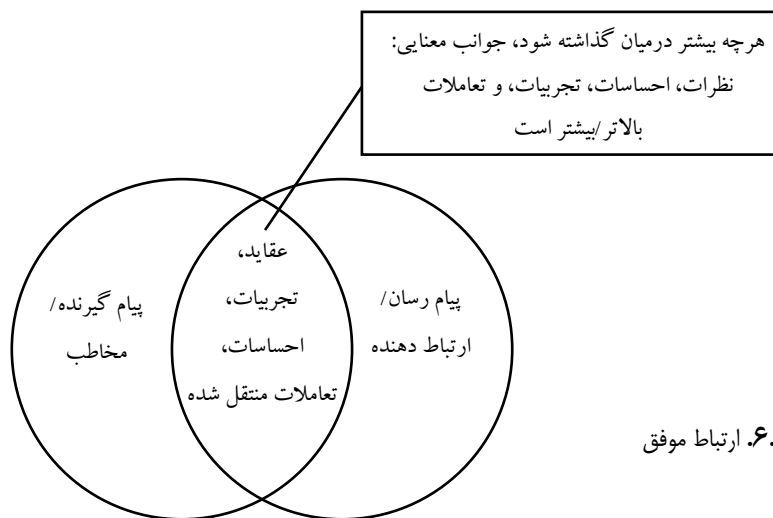 هرچه بیشتر درمیان گذاشته شود، جوانب معنایی:
نظرات، احساسات، تجربیات، و تعاملات
بالاتر/بیشتر است
پیام رسان/
ارتباط دهنده
عقاید،
تجربیات،
احساسات،
تعاملات منتقل شده
پیام گیرنده/
مخاطب
.۶. ارتباط موفق